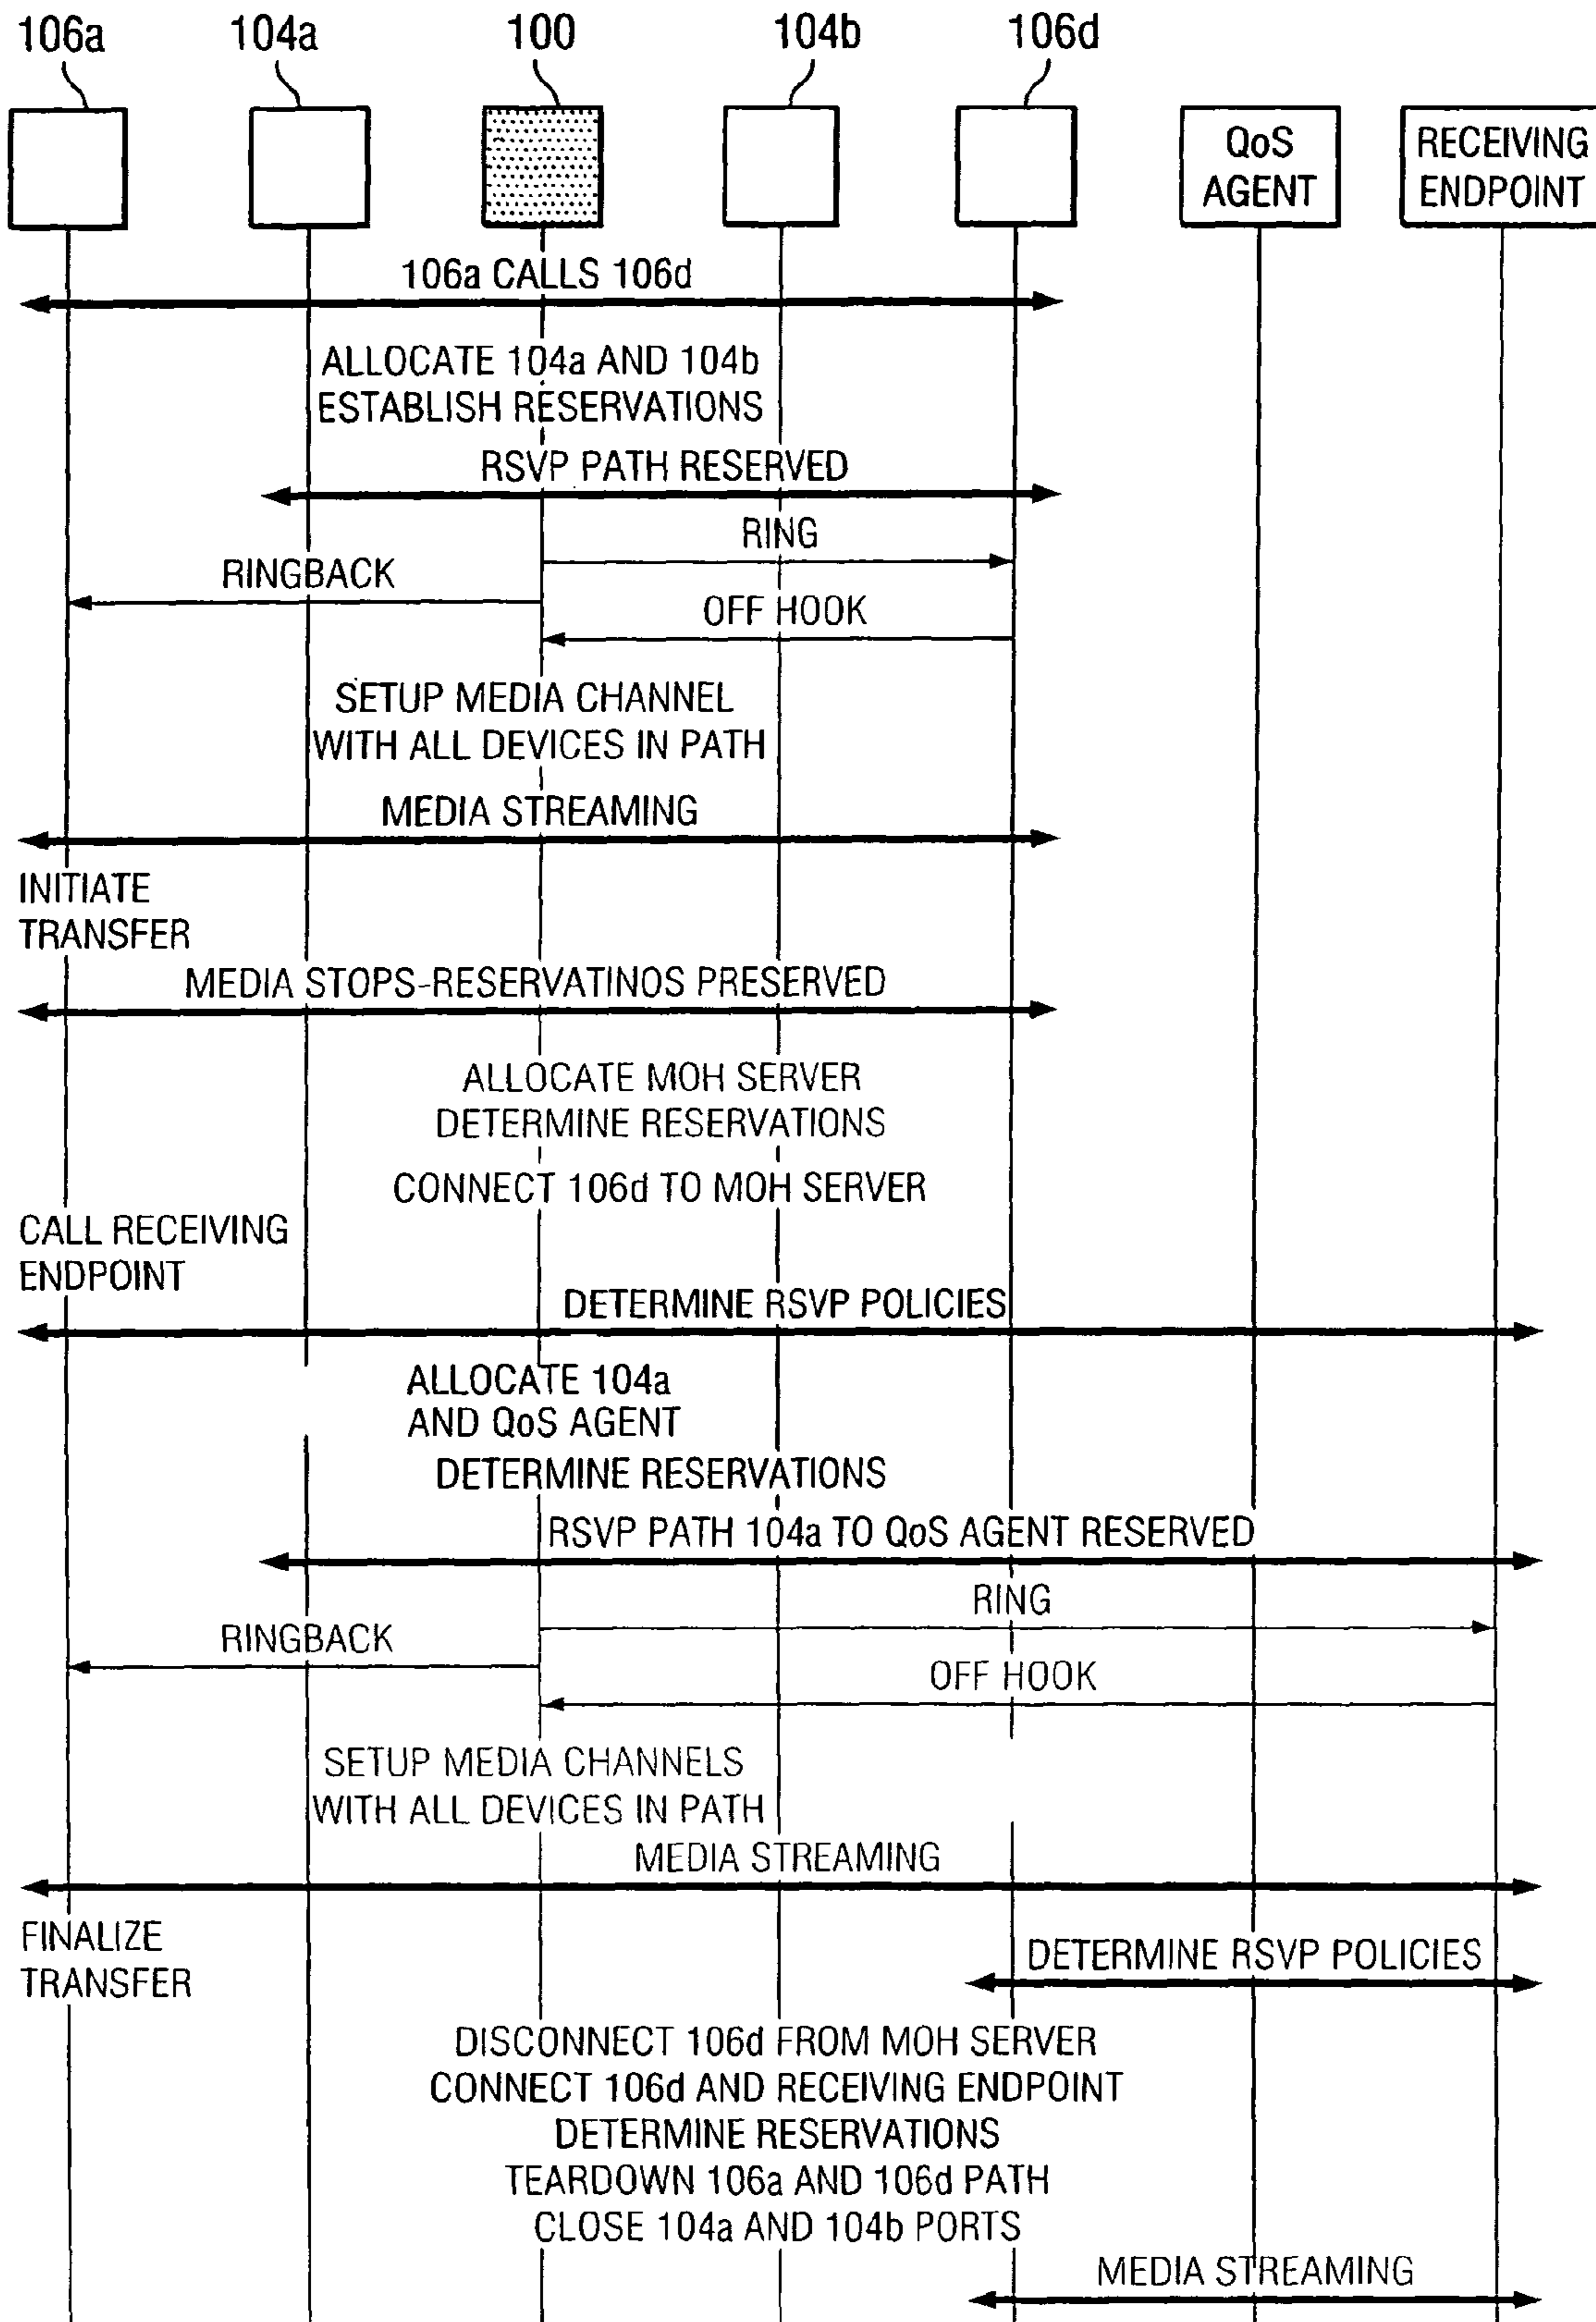 106a
104a
100
104b
106d
QoS
AGENT
RECEIVING
ENDPOINT
106a CALLS 106d
ALLOCATE 104a AND 104b
ESTABLISH RESERVATIONS
RSVP PATH RESERVED
RING
RINGBACK
OFF HOOK
SETUP MEDIA CHANNEL
WITH ALL DEVICES IN PATH
MEDIA STREAMING
INITIATE
TRANSFER
MEDIA STOPS-RESERVATINOS PRESERVED
ALLOCATE MOH SERVER
DETERMINE RESERVATIONS
CONNECT 106d TO MOH SERVER
CALL RECEIVING
ENDPOINT
DETERMINE RSVP POLICIES
ALLOCATE 104a
AND QoS AGENT
DETERMINE RESERVATIONS
RSVP PATH 104a TO QoS AGENT RESERVED
RING
RINGBACK
OFF HOOK
SETUP MEDIA CHANNELS
WITH ALL DEVICES IN PATH
MEDIA STREAMING
FINALIZE
TRANSFER
DETERMINE RSVP POLICIES
DISCONNECT 106d FROM MOH SERVER
CONNECT 106d AND RECEIVING ENDPOINT
DETERMINE RESERVATIONS
TEARDOWN 106a AND 106d PATH
CLOSE 104a AND 104b PORTS
MEDIA STREAMING